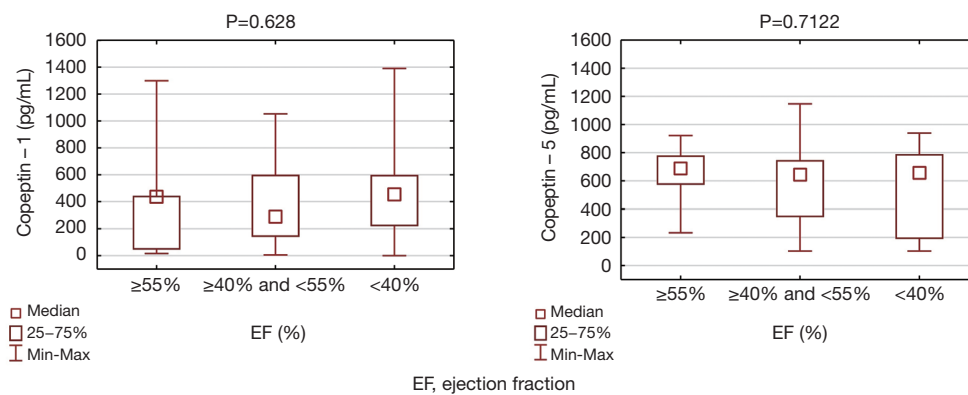 P=0.628
1600
1400
1200
1000
800
600
400
200
0
Copeptin – 1 (pg/mL)
≥55% ≥40% and <55% <40%
Median
25–75%
Min-Max
EF (%)
P=0.7122
1600
1400
1200
1000
800
600
400
200
0
Copeptin – 5 (pg/mL)
≥55% ≥40% and <55% <40%
Median
25–75%
Min-Max
EF (%)
EF, ejection fraction